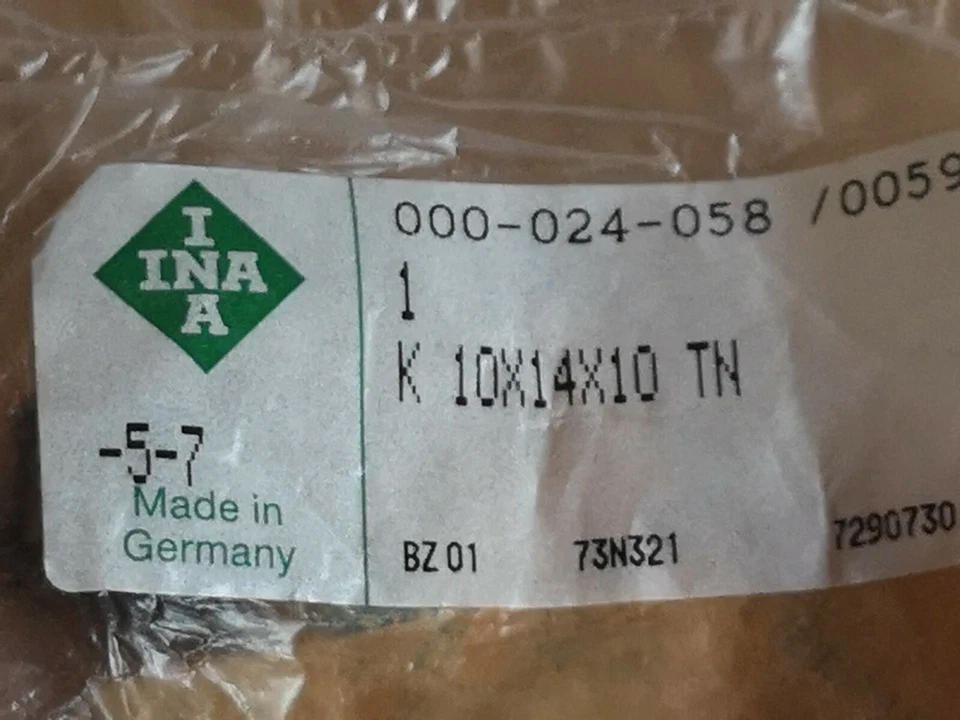 I
INA
A
-5-7
Made in
Germany
000-024-058 /0059
1
K 10X14X10 TN
BZ 01 73N321 7290730